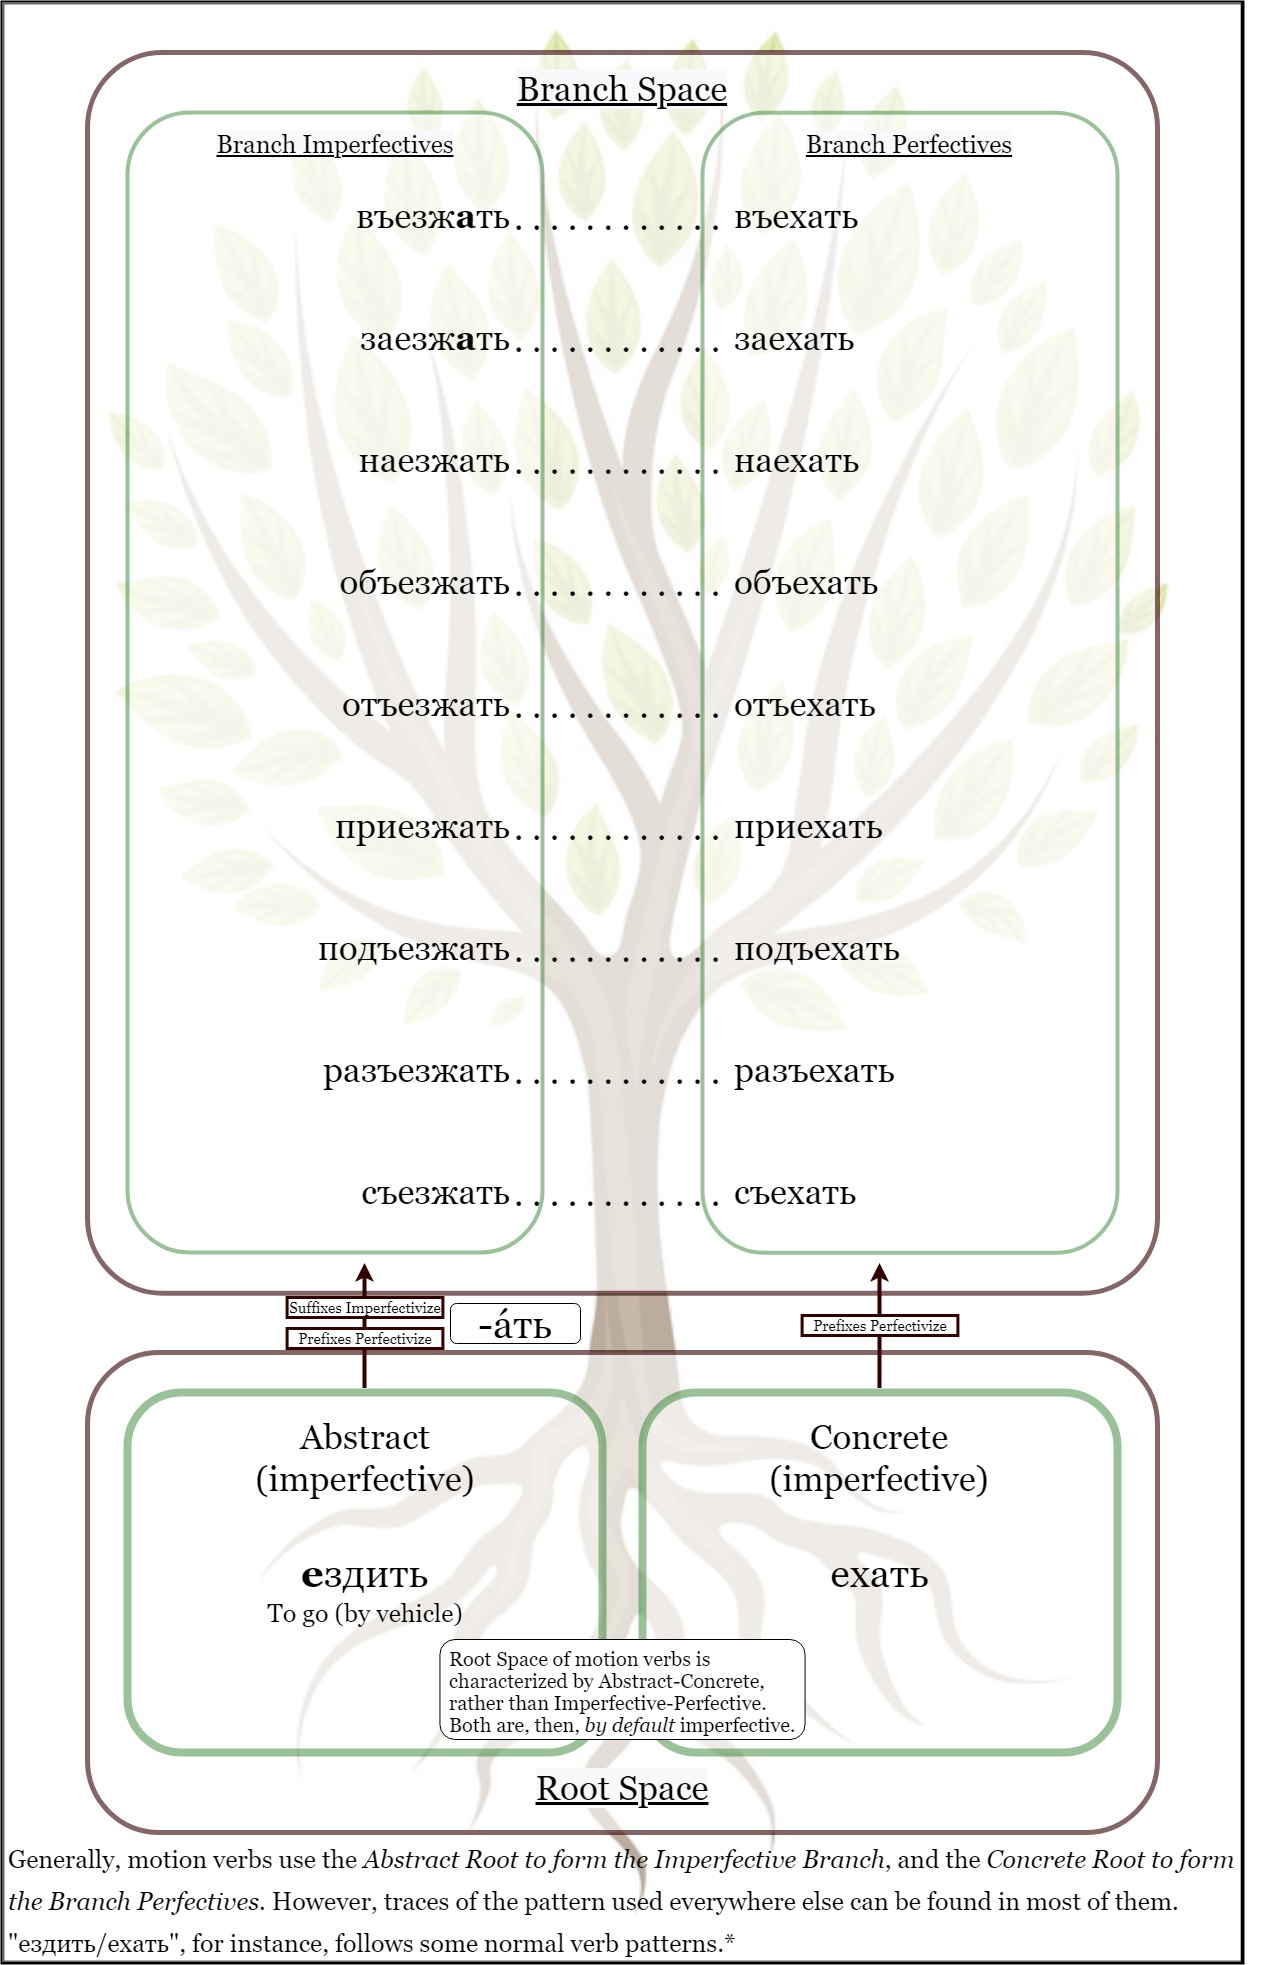 Branch Space
Branch Imperfectives
Branch Perfectives
въезжать............ въехать
заезжать............ заехать
наезжать............ наехать
объезжать............ объехать
отъезжать............ отъехать
приезжать............ приехать
подъезжать............ подъехать
разъезжать............ разъехать
съезжать............ съехать
Suffixes Imperfectivize
Prefixes Perfectivize
-а́ть
Prefixes Perfectivize
Abstract
(imperfective)
ездить
To go (by vehicle)
Concrete
(imperfective)
ехать
Root Space of motion verbs is
characterized by Abstract-Concrete,
rather than Imperfective-Perfective.
Both are, then, by default imperfective.
Root Space
Generally, motion verbs use the Abstract Root to form the Imperfective Branch, and the Concrete Root to form
the Branch Perfectives. However, traces of the pattern used everywhere else can be found in most of them.
"ездить/ехать", for instance, follows some normal verb patterns.*